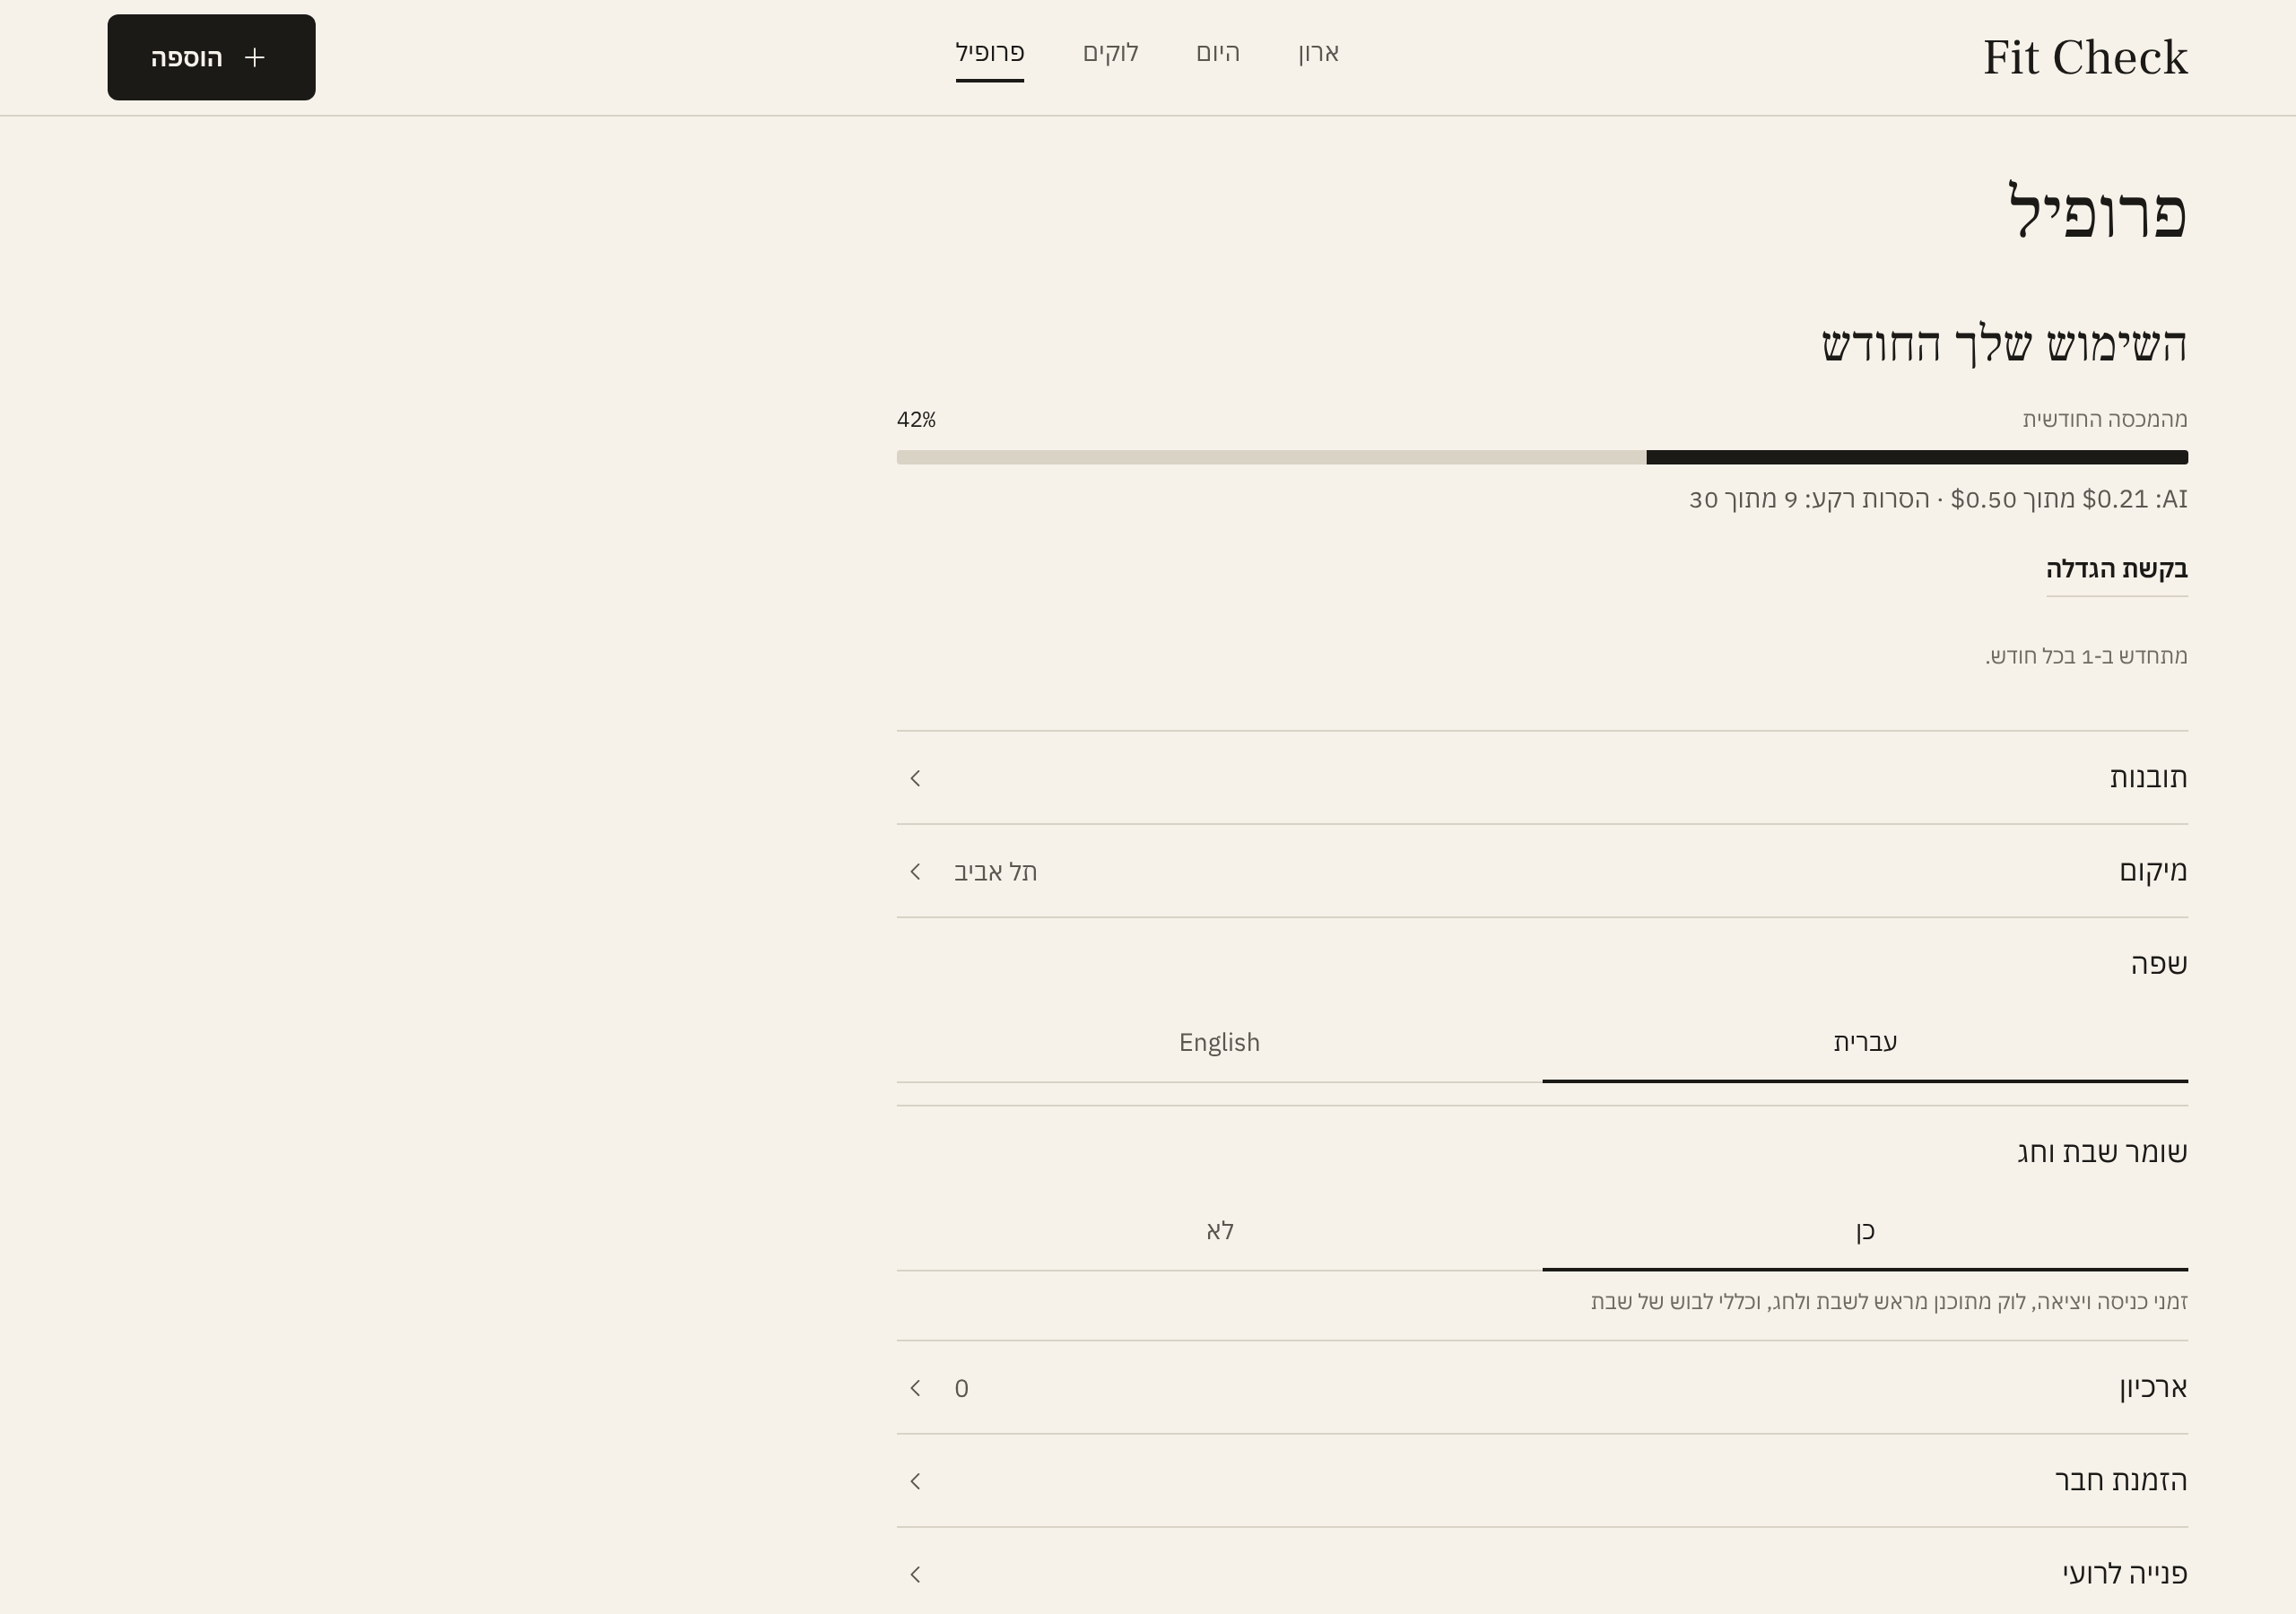 Fit Check
ארון
היום
לוקים
פרופיל
הוספה
פרופיל
השימוש שלך החודש
מהמכסה החודשית
42%
AI: $0.21 מתוך $0.50 · הסרות רקע: 9 מתוך 30
בקשת הגדלה
מתחדש ב-1 בכל חודש.
תובנות
מיקום
תל אביב
שפה
עברית
English
שומר שבת וחג
כן
לא
זמני כניסה ויציאה, לוק מתוכנן מראש לשבת ולחג, וכללי לבוש של שבת
ארכיון
0
הזמנת חבר
פנייה לרועי